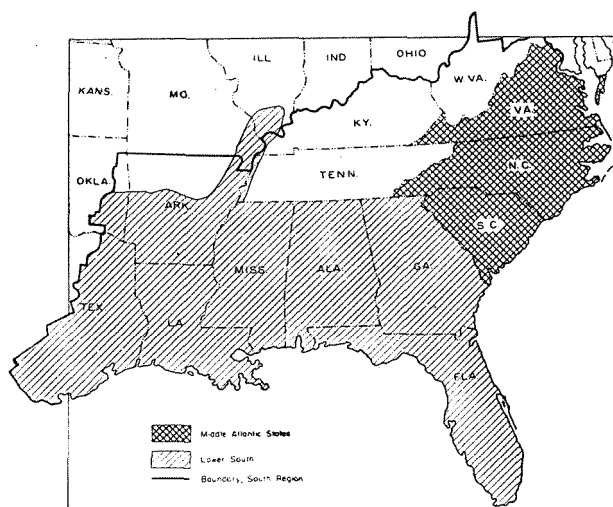 ILL
IND
OHIO
KANS.
MO.
W.VA.
VA.
KY.
N.C.
OKLA.
TENN.
ARK.
S.C.
TEX.
LA.
MISS.
ALA.
GA.
FLA.
Middle Atlantic States
Lower South
Boundary, South Region